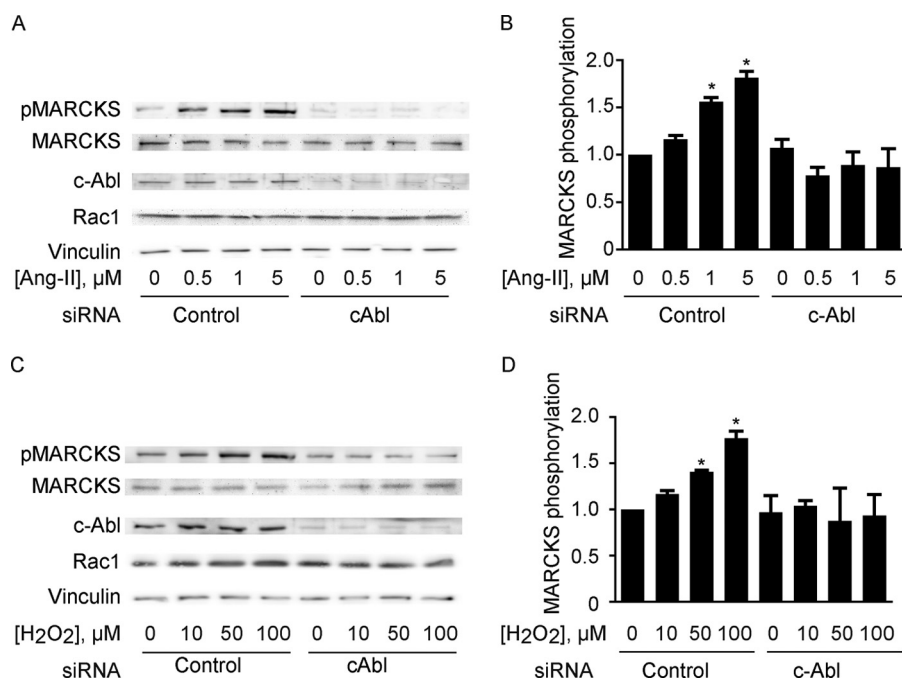 A
pMARCKS
MARCKS
c-Abl
Rac1
Vinculin
[Ang-II], µM 0 0.5 1 5 0 0.5 1 5
siRNA Control cAbl
B
MARCKS phosphorylation
2.0
1.5
1.0
0.5
0
* *
[Ang-II], µM 0 0.5 1 5 0 0.5 1 5
siRNA Control c-Abl
C
pMARCKS
MARCKS
c-Abl
Rac1
Vinculin
[H2O2], µM 0 10 50 100 0 10 50 100
siRNA Control cAbl
D
MARCKS phosphorylation
2.0
1.5
1.0
0.5
0
* *
[H2O2], µM 0 10 50 100 0 10 50 100
siRNA Control c-Abl